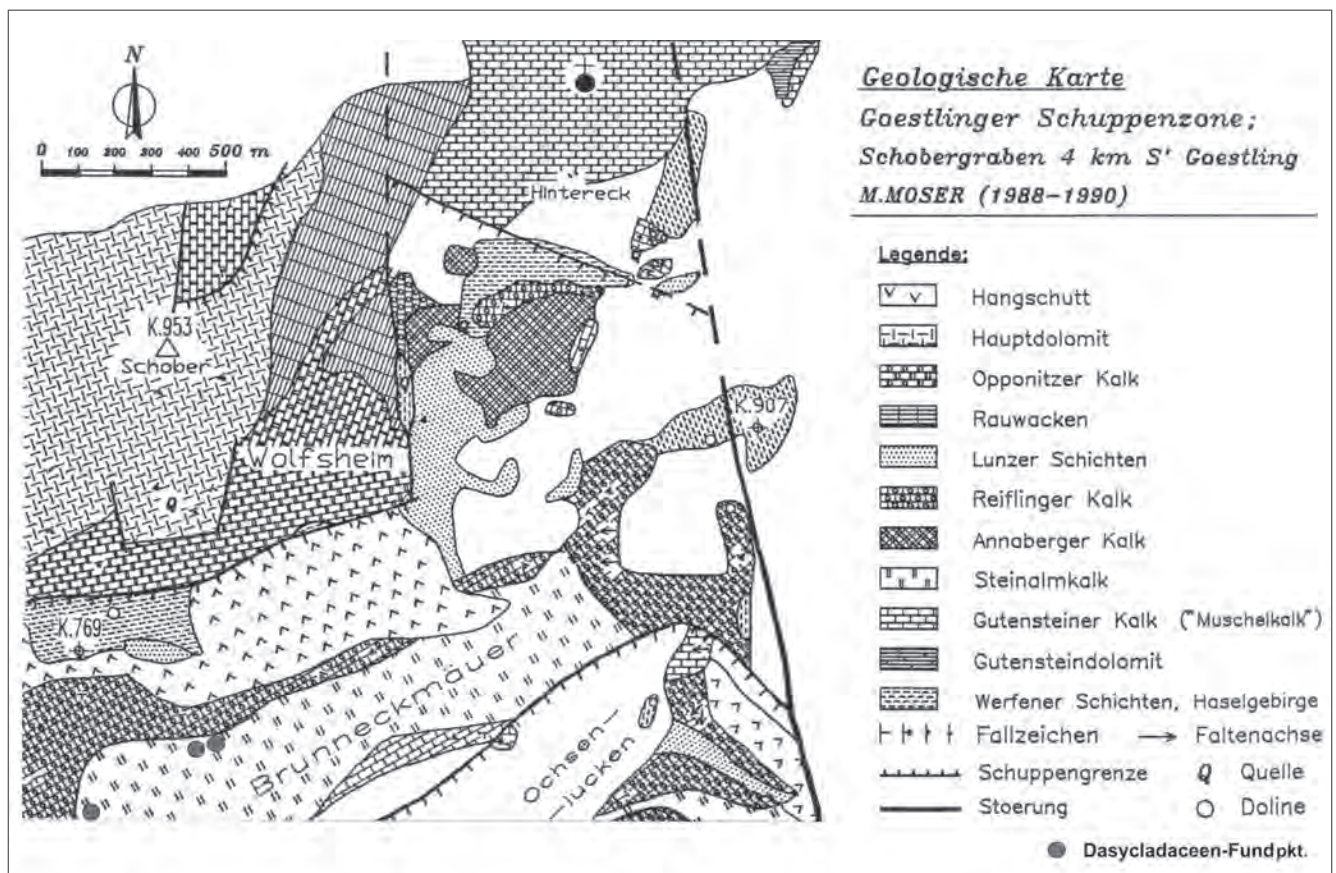 N
0 100 200 300 400 500 m
K.953
Schober
Hintereck
K.907
Wolfsheim
Q
K.769
Brunneckmäuer
Ochsen-
jucken
Geologische Karte
Goestlinger Schuppenzone;
Schobergraben 4 km S' Goestling
M.MOSER (1988-1990)
Legende:
Hangschutt
Hauptdolomit
Opponitzer Kalk
Rauwacken
Lunzer Schichten
Reiflinger Kalk
Annaberger Kalk
Steinalmkalk
Gutensteiner Kalk ("Muschelkalk")
Gutensteindolomit
Werfener Schichten, Haselgebirge
Fallzeichen Faltenachse
Schuppengrenze Q Quelle
Stoerung Doline
Dasycladaceen-Fundpkt.